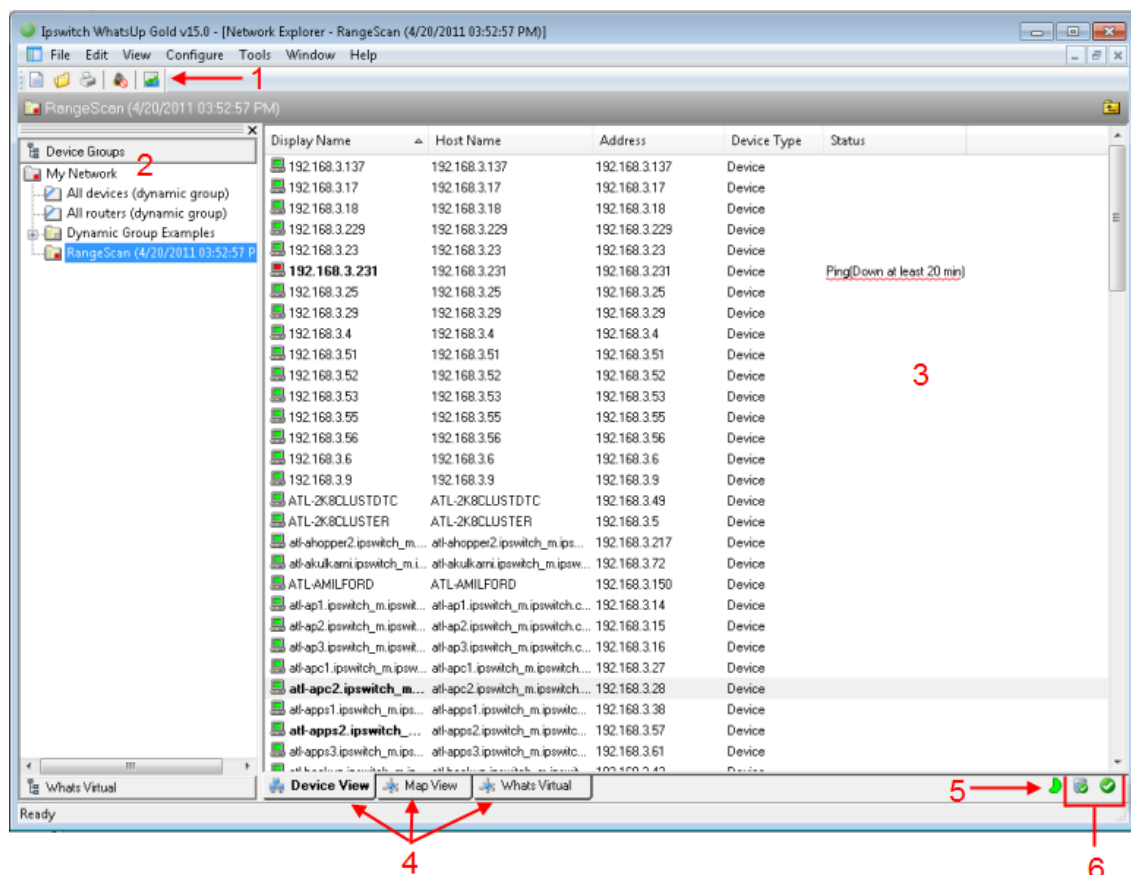 Ipswitch WhatsUp Gold v15.0 - [Network Explorer - RangeScan (4/20/2011 03:52:57 PM)]
File Edit View Configure Tools Window Help
1
RangeScan (4/20/2011 03:52:57 PM)
Device Groups
2
My Network
All devices (dynamic group)
All routers (dynamic group)
Dynamic Group Examples
RangeScan (4/20/2011 03:52:57 P
Whats Virtual
Display Name Host Name Address Device Type Status
192.168.3.137 192.168.3.137 192.168.3.137 Device
192.168.3.17 192.168.3.17 192.168.3.17 Device
192.168.3.18 192.168.3.18 192.168.3.18 Device
192.168.3.229 192.168.3.229 192.168.3.229 Device
192.168.3.23 192.168.3.23 192.168.3.23 Device
192.168.3.231 192.168.3.231 192.168.3.231 Device Ping(Down at least 20 min)
192.168.3.25 192.168.3.25 192.168.3.25 Device
192.168.3.29 192.168.3.29 192.168.3.29 Device
192.168.3.4 192.168.3.4 192.168.3.4 Device
192.168.3.51 192.168.3.51 192.168.3.51 Device
192.168.3.52 192.168.3.52 192.168.3.52 Device
3
192.168.3.53 192.168.3.53 192.168.3.53 Device
192.168.3.55 192.168.3.55 192.168.3.55 Device
192.168.3.56 192.168.3.56 192.168.3.56 Device
192.168.3.6 192.168.3.6 192.168.3.6 Device
192.168.3.9 192.168.3.9 192.168.3.9 Device
ATL-2K8CLUSTDTC ATL-2K8CLUSTDTC 192.168.3.49 Device
ATL-2K8CLUSTER ATL-2K8CLUSTER 192.168.3.5 Device
atl-ahopper2.ipswitch_m.... atl-ahopper2.ipswitch_m.ips... 192.168.3.217 Device
atl-akulkarni.ipswitch_m.i... atl-akulkarni.ipswitch_m.ipsw... 192.168.3.72 Device
ATL-AMILFORD ATL-AMILFORD 192.168.3.150 Device
atl-ap1.ipswitch_m.ipswit... atl-ap1.ipswitch_m.ipswitch.c... 192.168.3.14 Device
atl-ap2.ipswitch_m.ipswit... atl-ap2.ipswitch_m.ipswitch.c... 192.168.3.15 Device
atl-ap3.ipswitch_m.ipswit... atl-ap3.ipswitch_m.ipswitch.c... 192.168.3.16 Device
atl-apc1.ipswitch_m.ipsw... atl-apc1.ipswitch_m.ipswitch.... 192.168.3.27 Device
atl-apc2.ipswitch_m... atl-apc2.ipswitch_m.ipswitch.... 192.168.3.28 Device
atl-apps1.ipswitch_m.ips... atl-apps1.ipswitch_m.ipswitc... 192.168.3.38 Device
atl-apps2.ipswitch_... atl-apps2.ipswitch_m.ipswitc... 192.168.3.57 Device
atl-apps3.ipswitch_m.ips... atl-apps3.ipswitch_m.ipswitc... 192.168.3.61 Device
Device View Map View Whats Virtual
5
Ready
4
6